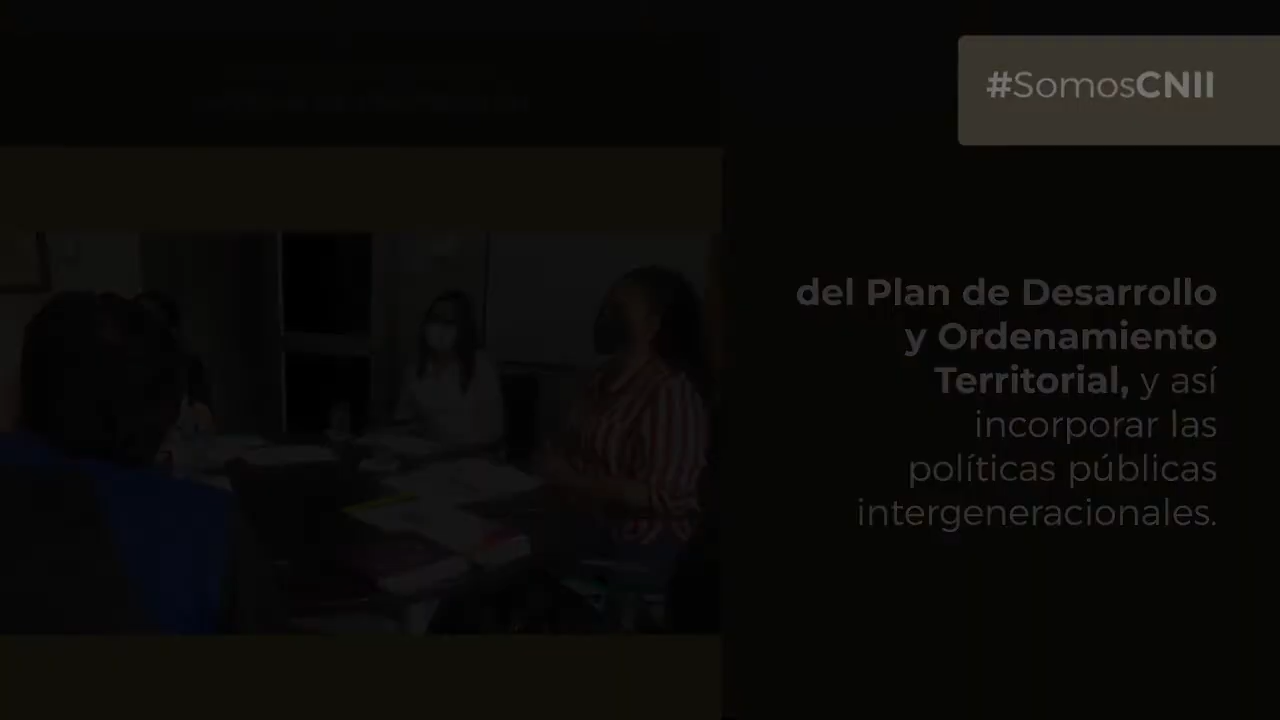 #SomosCNII
del Plan de Desarrollo
y Ordenamiento
Territorial, y así
incorporar las
políticas públicas
intergeneracionales.